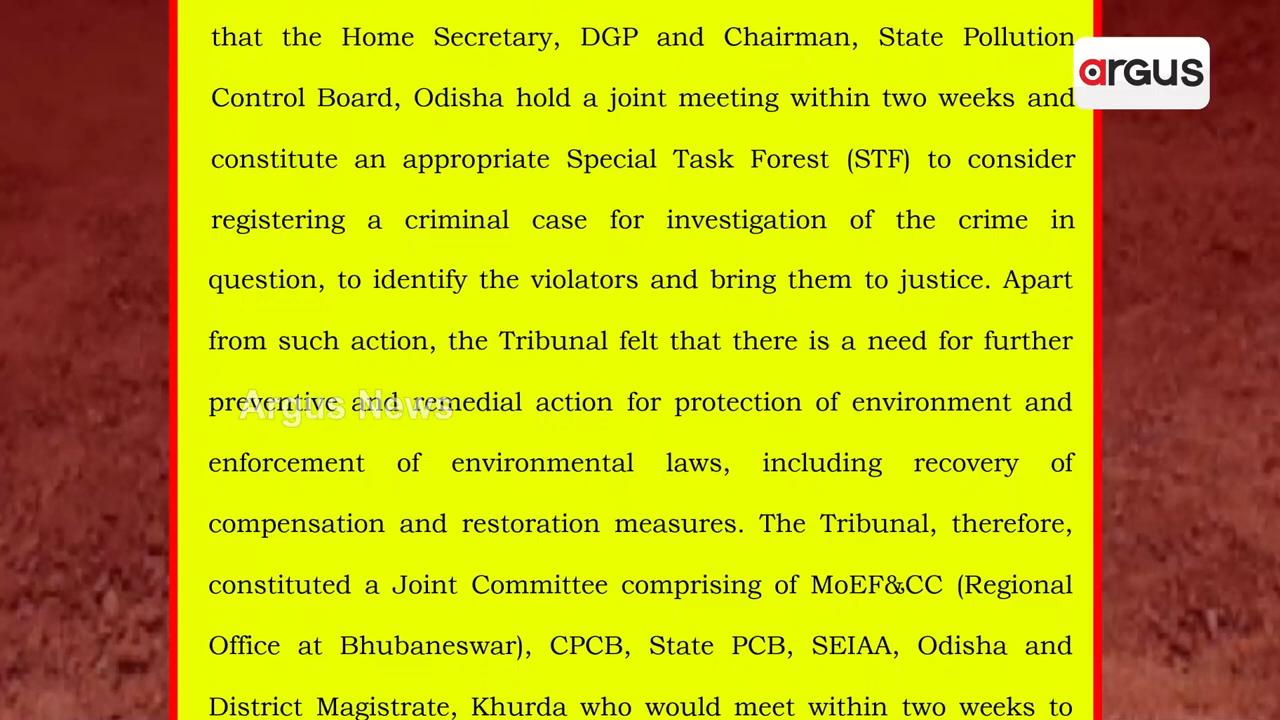 that the Home Secretary, DGP and Chairman, State Pollution
argus
Control Board, Odisha hold a joint meeting within two weeks and
constitute an appropriate Special Task Forest (STF) to consider
registering a criminal case for investigation of the crime in
question, to identify the violators and bring them to justice. Apart
from such action, the Tribunal felt that there is a need for further
preventive and remedial action for protection of environment and
Argus News
enforcement of environmental laws, including recovery of
compensation and restoration measures. The Tribunal, therefore,
constituted a Joint Committee comprising of MoEF&CC (Regional
Office at Bhubaneswar), CPCB, State PCB, SEIAA, Odisha and
District Magistrate, Khurda who would meet within two weeks to